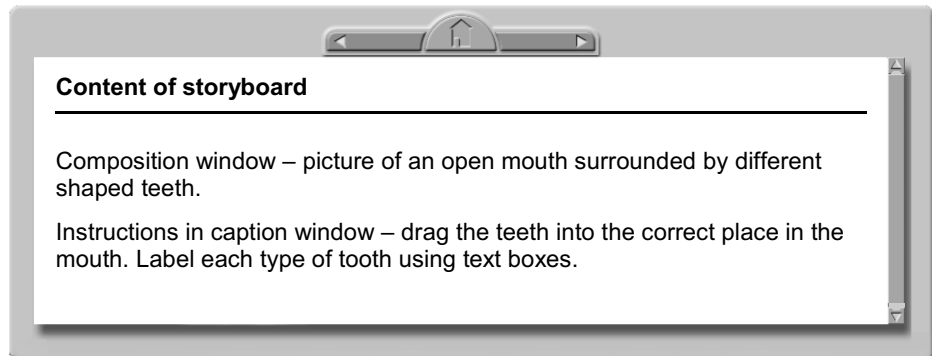 Content of storyboard
Composition window – picture of an open mouth surrounded by different
shaped teeth.
Instructions in caption window – drag the teeth into the correct place in the
mouth. Label each type of tooth using text boxes.